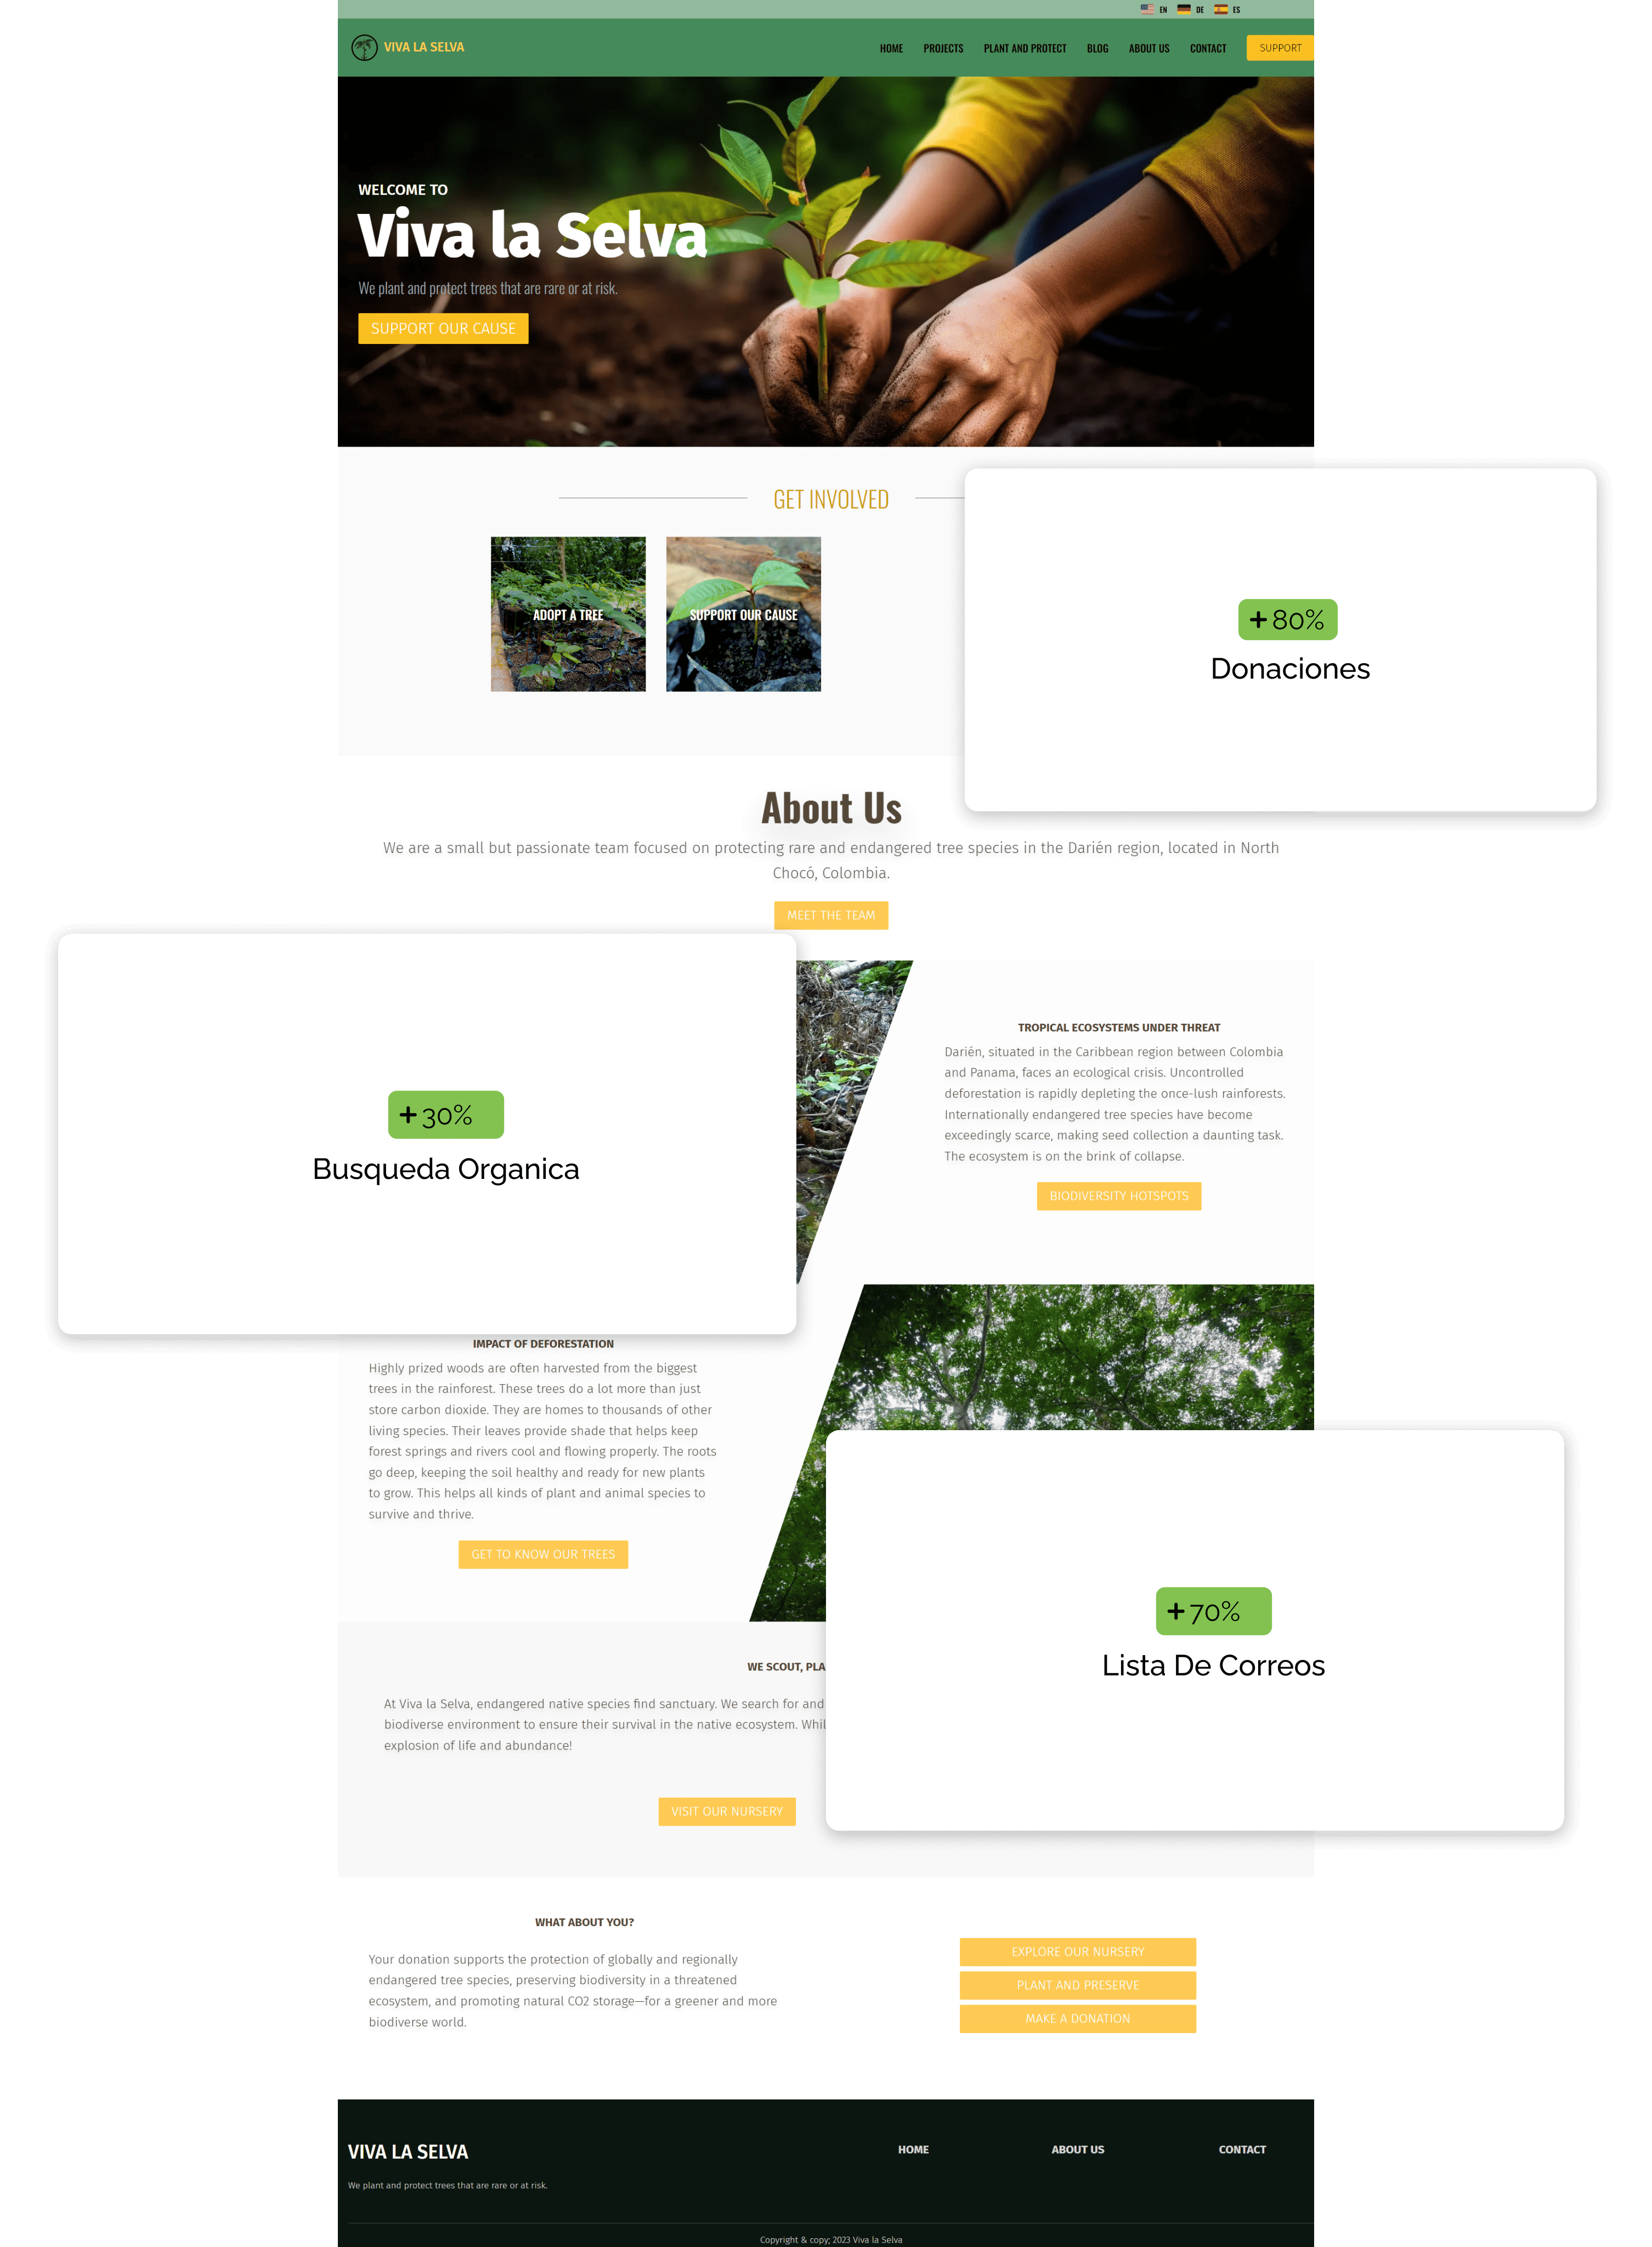 EN DE ES
VIVA LA SELVA
HOME PROJECTS PLANT AND PROTECT BLOG ABOUT US CONTACT SUPPORT
WELCOME TO
Viva la Selva
We plant and protect trees that are rare or at risk.
SUPPORT OUR CAUSE
GET INVOLVED
ADOPT A TREE
SUPPORT OUR CAUSE
+80%
Donaciones
About Us
We are a small but passionate team focused on protecting rare and endangered tree species in the Darién region, located in North
Chocó, Colombia.
MEET THE TEAM
+30%
Busqueda Organica
TROPICAL ECOSYSTEMS UNDER THREAT
Darién, situated in the Caribbean region between Colombia
and Panama, faces an ecological crisis. Uncontrolled
deforestation is rapidly depleting the once-lush rainforests.
Internationally endangered tree species have become
exceedingly scarce, making seed collection a daunting task.
The ecosystem is on the brink of collapse.
BIODIVERSITY HOTSPOTS
IMPACT OF DEFORESTATION
Highly prized woods are often harvested from the biggest
trees in the rainforest. These trees do a lot more than just
store carbon dioxide. They are homes to thousands of other
living species. Their leaves provide shade that helps keep
forest springs and rivers cool and flowing properly. The roots
go deep, keeping the soil healthy and ready for new plants
to grow. This helps all kinds of plant and animal species to
survive and thrive.
GET TO KNOW OUR TREES
+70%
Lista De Correos
WE SCOUT, PLA
At Viva la Selva, endangered native species find sanctuary. We search for and
biodiverse environment to ensure their survival in the native ecosystem. Whil
explosion of life and abundance!
VISIT OUR NURSERY
WHAT ABOUT YOU?
Your donation supports the protection of globally and regionally
endangered tree species, preserving biodiversity in a threatened
ecosystem, and promoting natural CO2 storage—for a greener and more
biodiverse world.
EXPLORE OUR NURSERY
PLANT AND PRESERVE
MAKE A DONATION
VIVA LA SELVA
We plant and protect trees that are rare or at risk.
HOME ABOUT US CONTACT
Copyright & copy; 2023 Viva la Selva